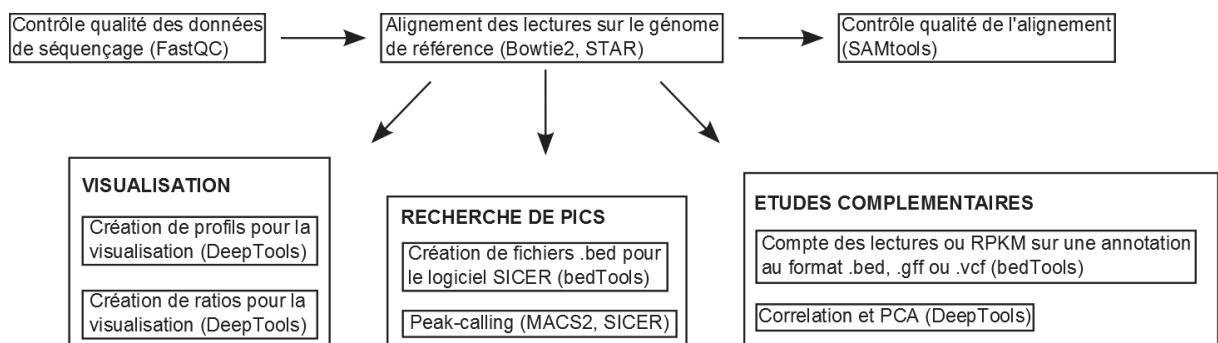 Contrôle qualité des données
de séquençage (FastQC)
Alignement des lectures sur le génome
de référence (Bowtie2, STAR)
Contrôle qualité de l'alignement
(SAMtools)
VISUALISATION
Création de profils pour la
visualisation (DeepTools)
Création de ratios pour la
visualisation (DeepTools)
RECHERCHE DE PICS
Création de fichiers .bed pour
le logiciel SICER (bedTools)
Peak-calling (MACS2, SICER)
ETUDES COMPLEMENTAIRES
Compte des lectures ou RPKM sur une annotation
au format .bed, .gff ou .vcf (bedTools)
Correlation et PCA (DeepTools)